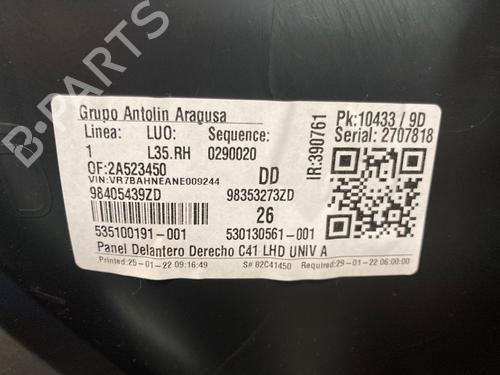 Grupo Antolin Aragusa
Linea: LUO: Sequence:
1 L35.RH 0290020
OF:2A523450 DD
VIN:VR7BAHNEANE009244
98405439ZD 98353273ZD
26
535100191-001 530130561-001
Panel Delantero Derecho C41 LHD UNIV A
Printed:25-01-22 09:16:49 S# 82C41450 Required:29-01-22 06:00:00
IR:390761
Pk:10433 / 9D
Serial: 2707818
B-PARTS